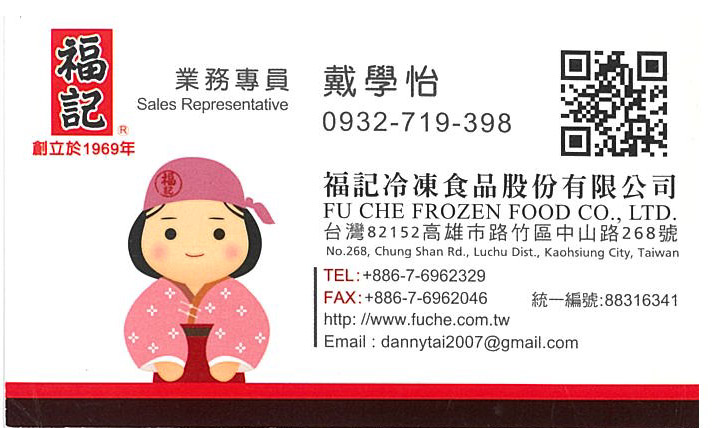 福記
®
創立於1969年
業務專員
Sales Representative
戴學怡
0932-719-398
福記
福記冷凍食品股份有限公司
FU CHE FROZEN FOOD CO., LTD.
台灣82152高雄市路竹區中山路268號
No.268, Chung Shan Rd., Luchu Dist., Kaohsiung City, Taiwan
TEL:+886-7-6962329
FAX:+886-7-6962046
統一編號:88316341
http: //www.fuche.com.tw
Email : dannytai2007@gmail.com